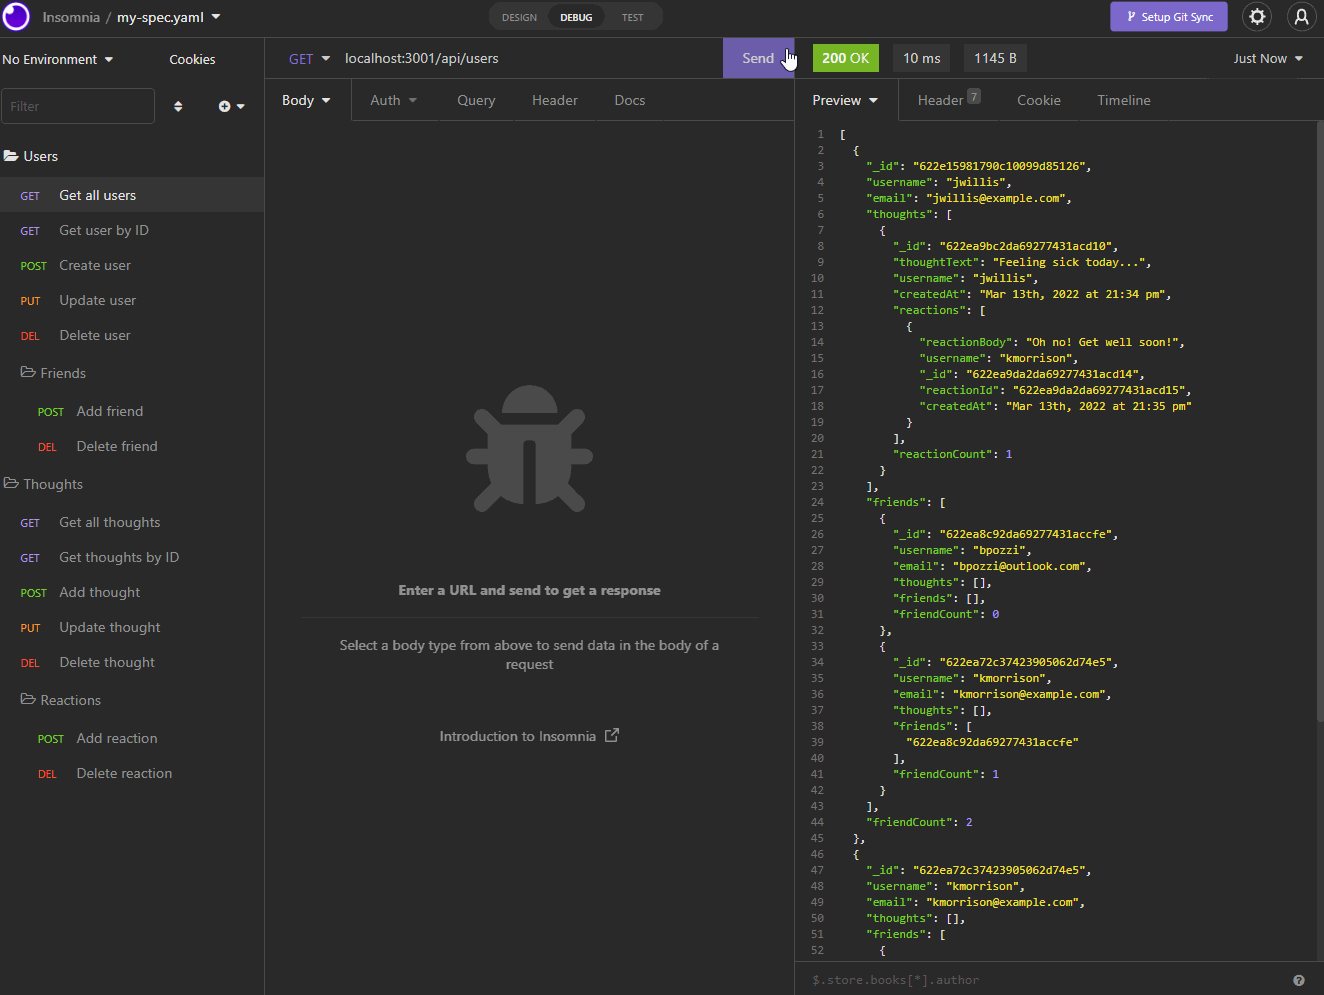 Insomnia / my-spec.yaml
DESIGN DEBUG TEST
Setup Git Sync
No Environment
Cookies
Filter
Users
GET Get all users
GET Get user by ID
POST Create user
PUT Update user
DEL Delete user
Friends
POST Add friend
DEL Delete friend
Thoughts
GET Get all thoughts
GET Get thoughts by ID
POST Add thought
PUT Update thought
DEL Delete thought
Reactions
POST Add reaction
DEL Delete reaction
GET localhost:3001/api/users Send
Body Auth Query Header Docs
Enter a URL and send to get a response
Select a body type from above to send data in the body of a
request
Introduction to Insomnia
200 OK 10 ms 1145 B Just Now
Preview Header 7 Cookie Timeline
1 [
2 {
3 "_id": "622e15981790c10099d85126",
4 "username": "jwillis",
5 "email": "jwillis@example.com",
6 "thoughts": [
7 {
8 "_id": "622ea9bc2da69277431acd10",
9 "thoughtText": "Feeling sick today...",
10 "username": "jwillis",
11 "createdAt": "Mar 13th, 2022 at 21:34 pm",
12 "reactions": [
13 {
14 "reactionBody": "Oh no! Get well soon!",
15 "username": "kmorrison",
16 "_id": "622ea9da2da69277431acd14",
17 "reactionId": "622ea9da2da69277431acd15",
18 "createdAt": "Mar 13th, 2022 at 21:35 pm"
19 }
20 ],
21 "reactionCount": 1
22 }
23 ],
24 "friends": [
25 {
26 "_id": "622ea8c92da69277431accfe",
27 "username": "bpozzi",
28 "email": "bpozzi@outlook.com",
29 "thoughts": [],
30 "friends": [],
31 "friendCount": 0
32 },
33 {
34 "_id": "622ea72c37423905062d74e5",
35 "username": "kmorrison",
36 "email": "kmorrison@example.com",
37 "thoughts": [],
38 "friends": [
39 "622ea8c92da69277431accfe"
40 ],
41 "friendCount": 1
42 }
43 ],
44 "friendCount": 2
45 },
46 {
47 "_id": "622ea72c37423905062d74e5",
48 "username": "kmorrison",
49 "email": "kmorrison@example.com",
50 "thoughts": [],
51 "friends": [
52 {
$.store.books[*].author